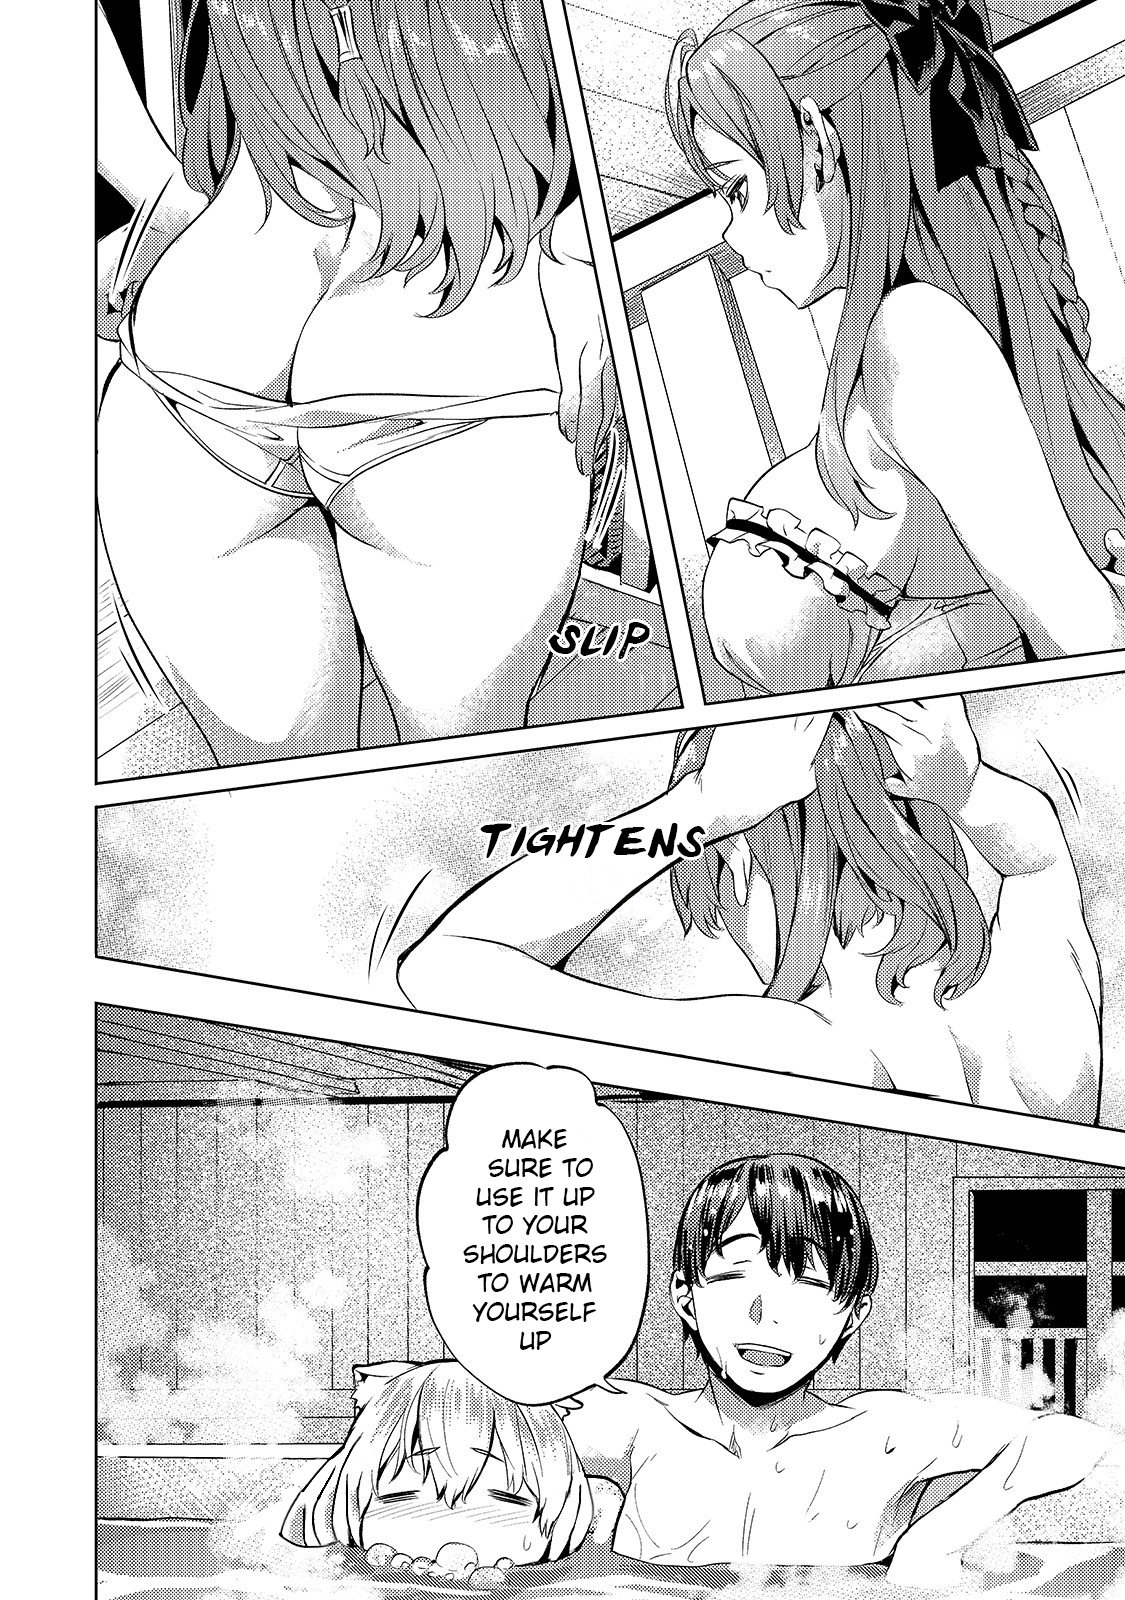 SLIP
TIGHTENS
MAKE
SURE TO
USE IT UP
TO YOUR
SHOULDERS
TO WARM
YOURSELF
UP